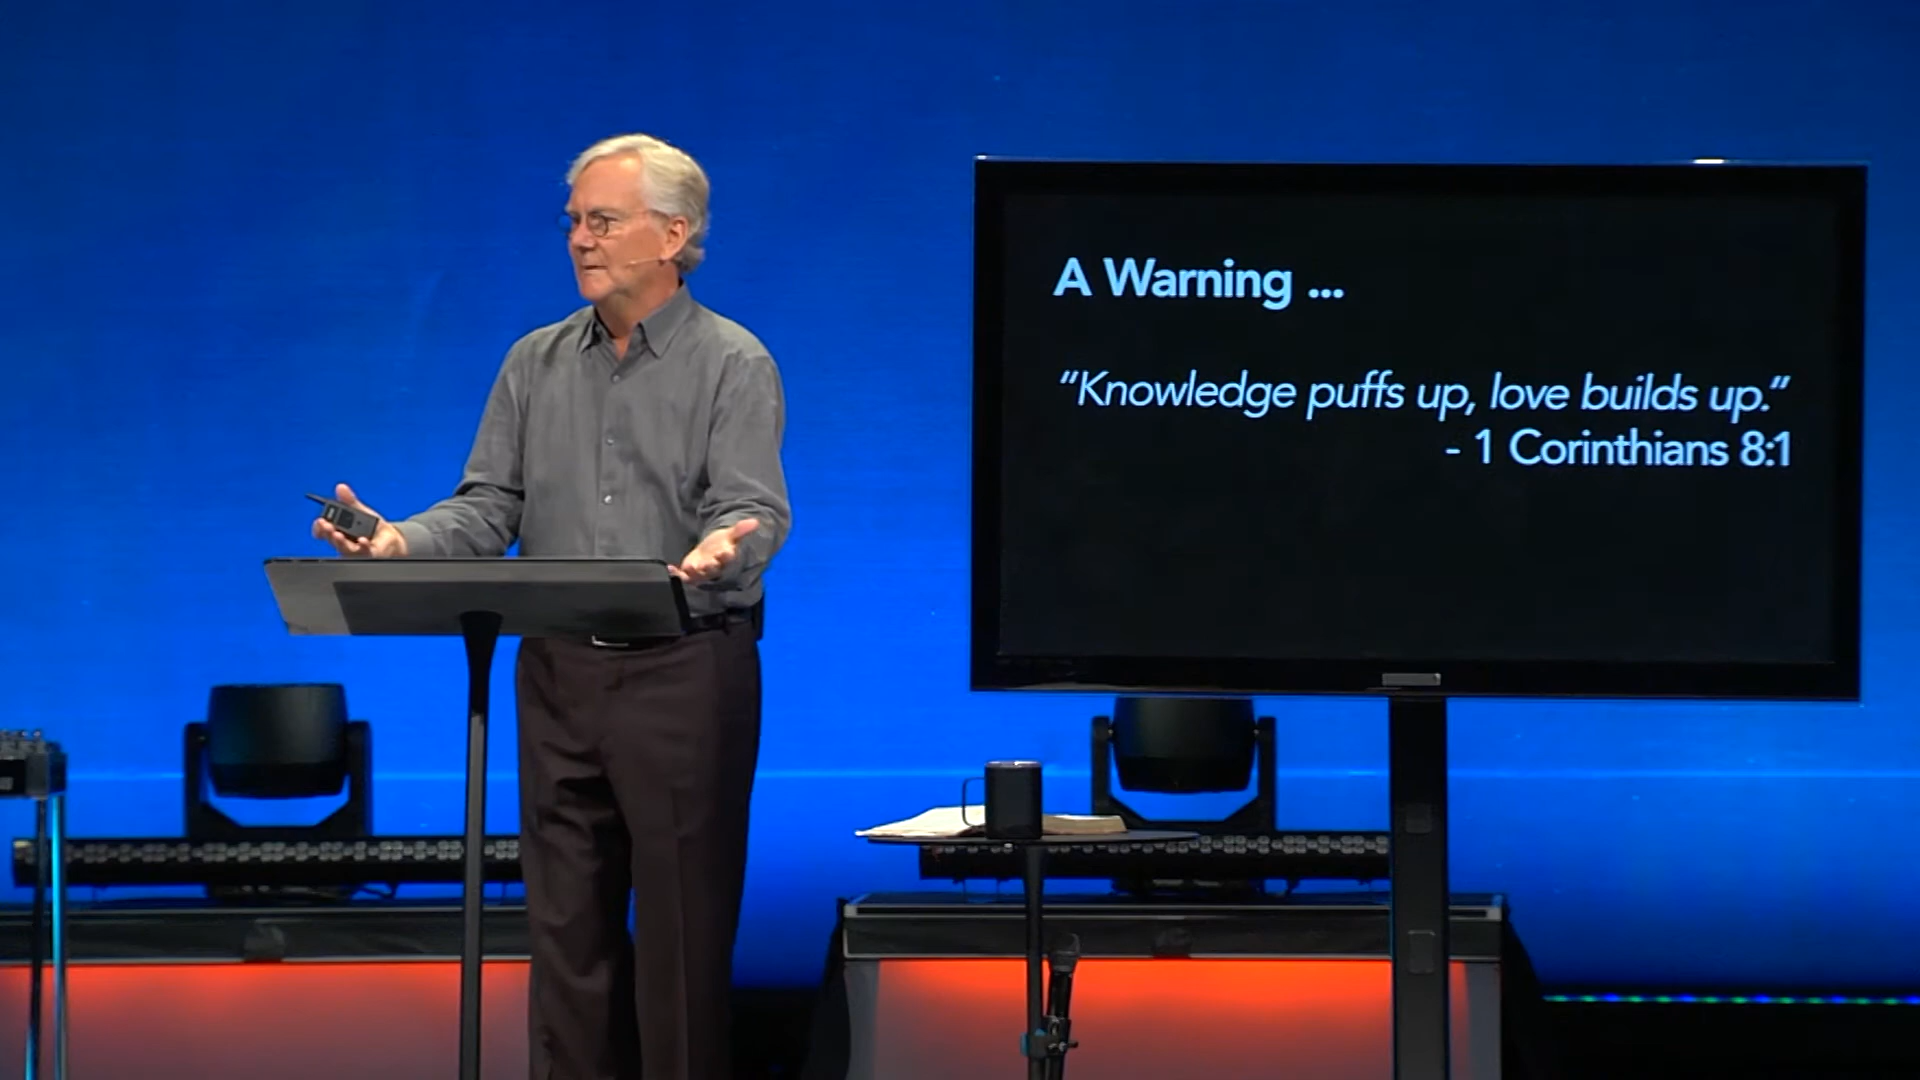 A Warning ...
“Knowledge puffs up, love builds up.”
- 1 Corinthians 8:1